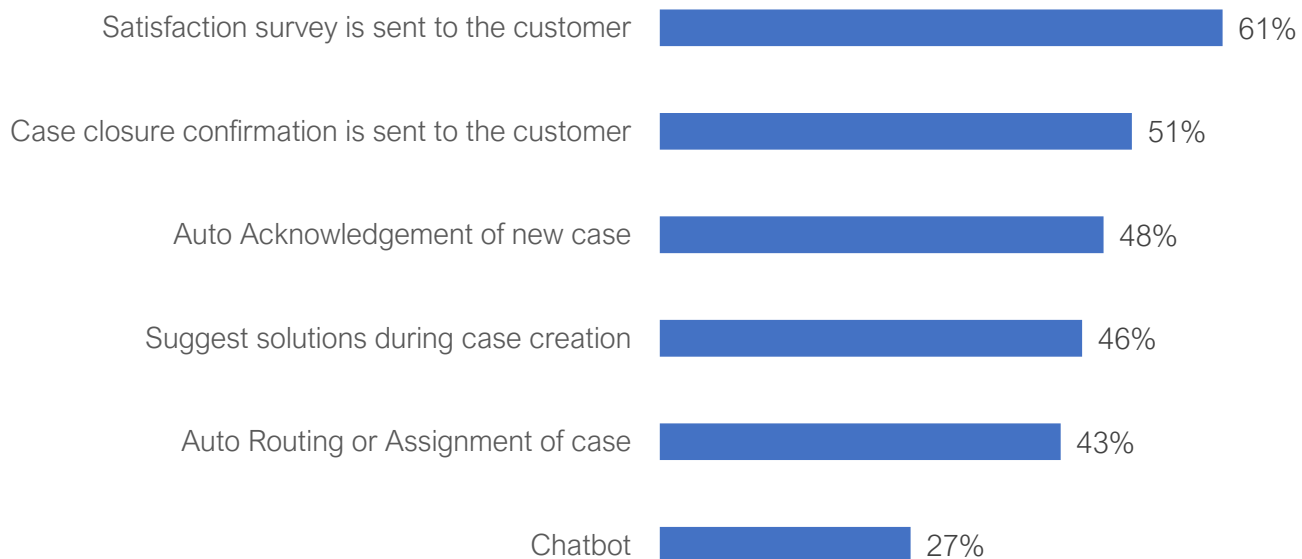 Satisfaction survey is sent to the customer 61%
Case closure confirmation is sent to the customer 51%
Auto Acknowledgement of new case 48%
Suggest solutions during case creation 46%
Auto Routing or Assignment of case 43%
Chatbot 27%